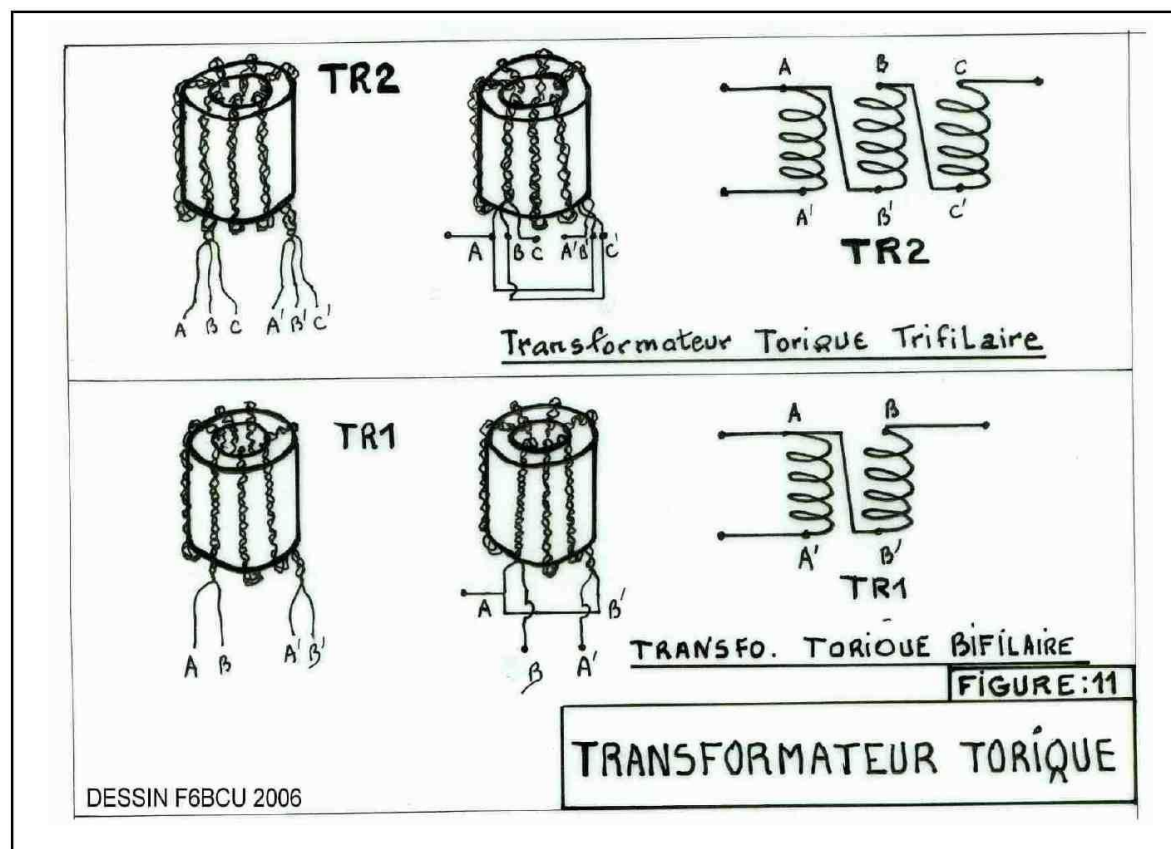 TR2
A B C A' B' C'
A B C A' B' C'
A B C
A' B' C'
TR2
Transformateur Torique Trifilaire
TR1
A B A' B'
A B'
B A'
A B
A' B'
TR1
TRANSFO. TORIQUE BIFILAIRE
FIGURE:11
TRANSFORMATEUR TORIQUE
DESSIN F6BCU 2006